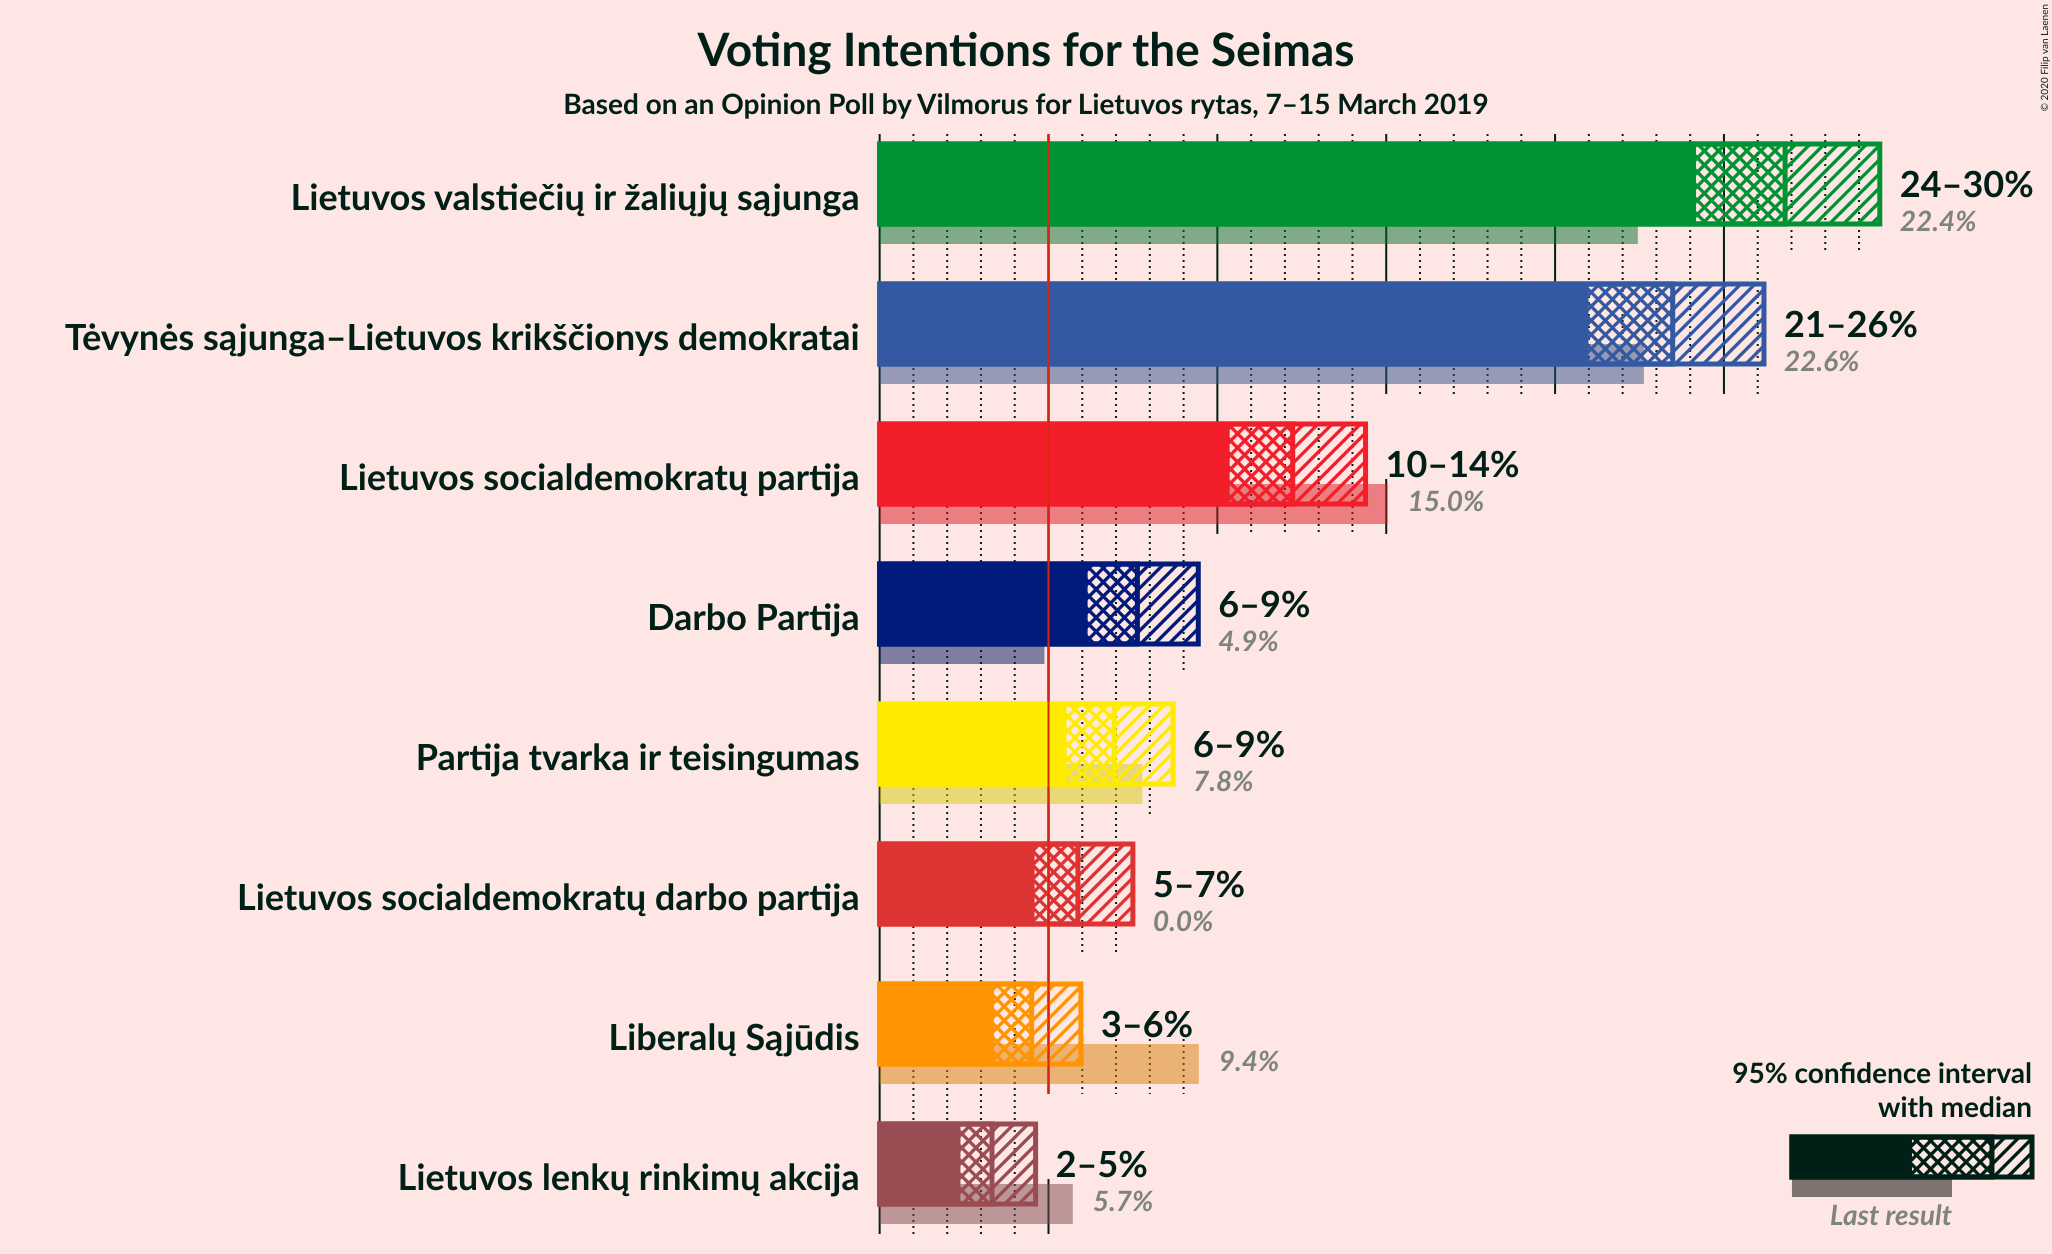 Voting Intentions for the Seimas
Based on an Opinion Poll by Vilmorus for Lietuvos rytas, 7–15 March 2019
© 2020 Filip van Laenen
Lietuvos valstiečių ir žaliųjų sąjunga
24–30%
22.4%
Tėvynės sąjunga–Lietuvos krikščionys demokratai
21–26%
22.6%
Lietuvos socialdemokratų partija
10–14%
15.0%
Darbo Partija
6–9%
4.9%
Partija tvarka ir teisingumas
6–9%
7.8%
Lietuvos socialdemokratų darbo partija
5–7%
0.0%
Liberalų Sąjūdis
3–6%
9.4%
Lietuvos lenkų rinkimų akcija
2–5%
5.7%
95% confidence interval
with median
Last result